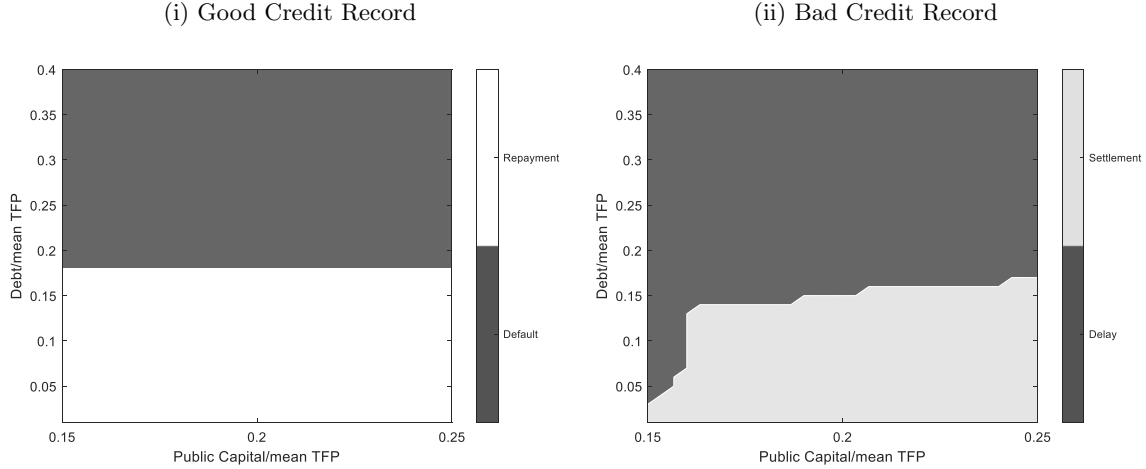 (i) Good Credit Record
0.4
0.35
0.3
0.25
0.2
0.15
0.1
0.05
0.15
0.2
0.25
Debt/mean TFP
Public Capital/mean TFP
Repayment
Default
(ii) Bad Credit Record
0.4
0.35
0.3
0.25
0.2
0.15
0.1
0.05
0.15
0.2
0.25
Debt/mean TFP
Public Capital/mean TFP
Settlement
Delay